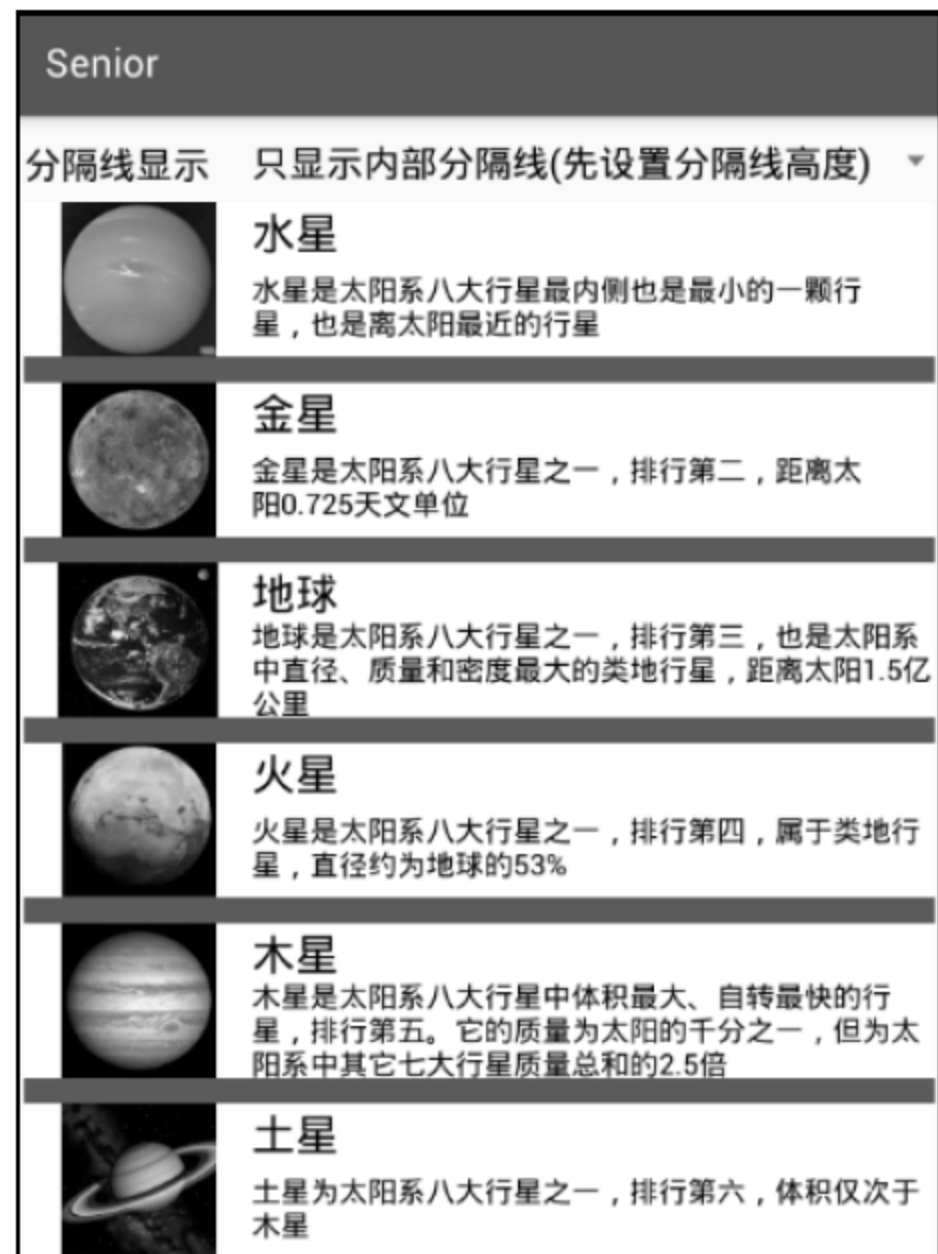 Senior
分隔线显示 只显示内部分隔线(先设置分隔线高度)
水星
水星是太阳系八大行星最内侧也是最小的一颗行
星，也是离太阳最近的行星
金星
金星是太阳系八大行星之一，排行第二，距离太
阳0.725天文单位
地球
地球是太阳系八大行星之一，排行第三，也是太阳系
中直径、质量和密度最大的类地行星，距离太阳1.5亿
公里
火星
火星是太阳系八大行星之一，排行第四，属于类地行
星，直径约为地球的53%
木星
木星是太阳系八大行星中体积最大、自转最快的行
星，排行第五。它的质量为太阳的千分之一，但为太
阳系中其它七大行星质量总和的2.5倍
土星
土星为太阳系八大行星之一，排行第六，体积仅次于
木星